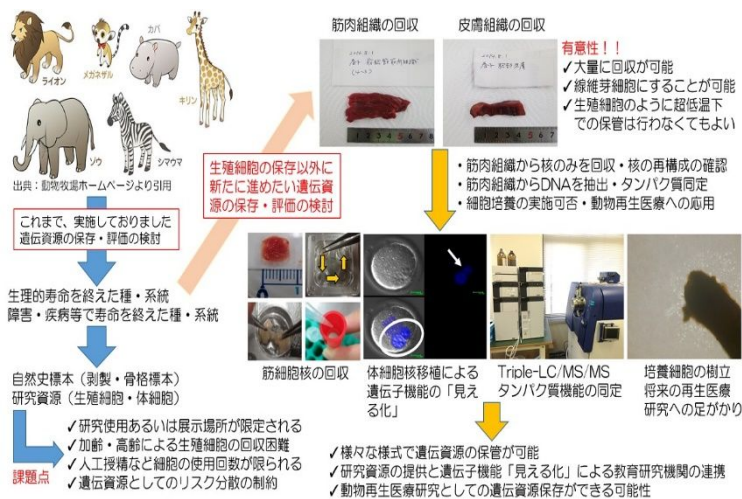 ライオン
メガネザル
カバ
キリン
ゾウ
シマウマ
出典：動物牧場ホームページより引用
これまで、実施しておりました
遺伝資源の保存・評価の検討
生理的寿命を終えた種・系統
障害・疾病等で寿命を終えた種・系統
自然史標本（剥製・骨格標本）
研究資源（生殖細胞・体細胞）
課題点
✓研究使用あるいは展示場所が限定される
✓加齢・高齢による生殖細胞の回収困難
✓人工授精など細胞の使用回数が限られる
✓遺伝資源としてのリスク分散の制約
生殖細胞の保存以外に
新たに進めたい遺伝資
源の保存・評価の検討
筋肉組織の回収
皮膚組織の回収
1 2 3 4 5 6 7 8
1 2 3 4 5 6 7 8
有意性！！
✓大量に回収が可能
✓線維芽細胞にすることが可能
✓生殖細胞のように超低温下
での保管は行わなくてもよい
・筋肉組織から核のみを回収・核の再構成の確認
・筋肉組織からDNAを抽出・タンパク質同定
・細胞培養の実施可否・動物再生医療への応用
筋細胞核の回収
体細胞核移植による
遺伝子機能の「見え
る化」
Triple-LC/MS/MS
タンパク質機能の同定
培養細胞の樹立
将来の再生医療
研究への足がかり
✓様々な様式で遺伝資源の保管が可能
✓研究資源の提供と遺伝子機能「見える化」による教育研究機関の連携
✓動物再生医療研究としての遺伝資源保存ができる可能性